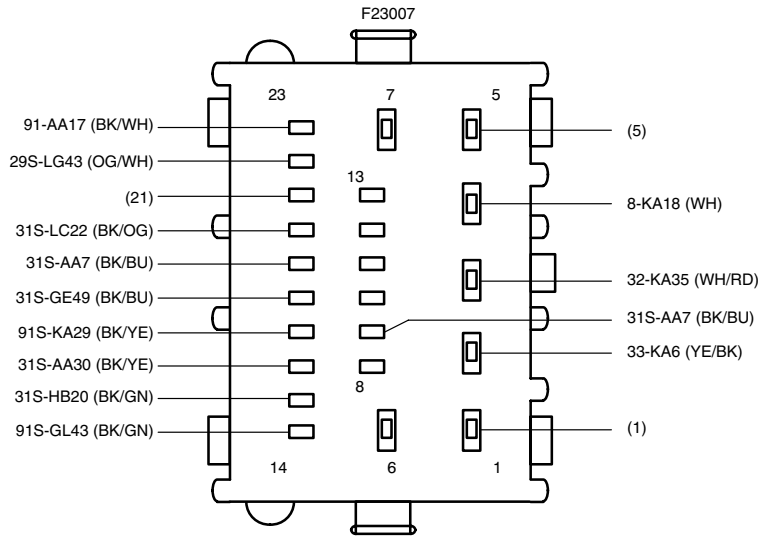 F23007
23 7 5
91-AA17 (BK/WH)
(5)
29S-LG43 (OG/WH)
13
(21)
8-KA18 (WH)
31S-LC22 (BK/OG)
31S-AA7 (BK/BU)
32-KA35 (WH/RD)
31S-GE49 (BK/BU)
31S-AA7 (BK/BU)
91S-KA29 (BK/YE)
33-KA6 (YE/BK)
31S-AA30 (BK/YE)
8
31S-HB20 (BK/GN)
91S-GL43 (BK/GN)
(1)
14 6 1